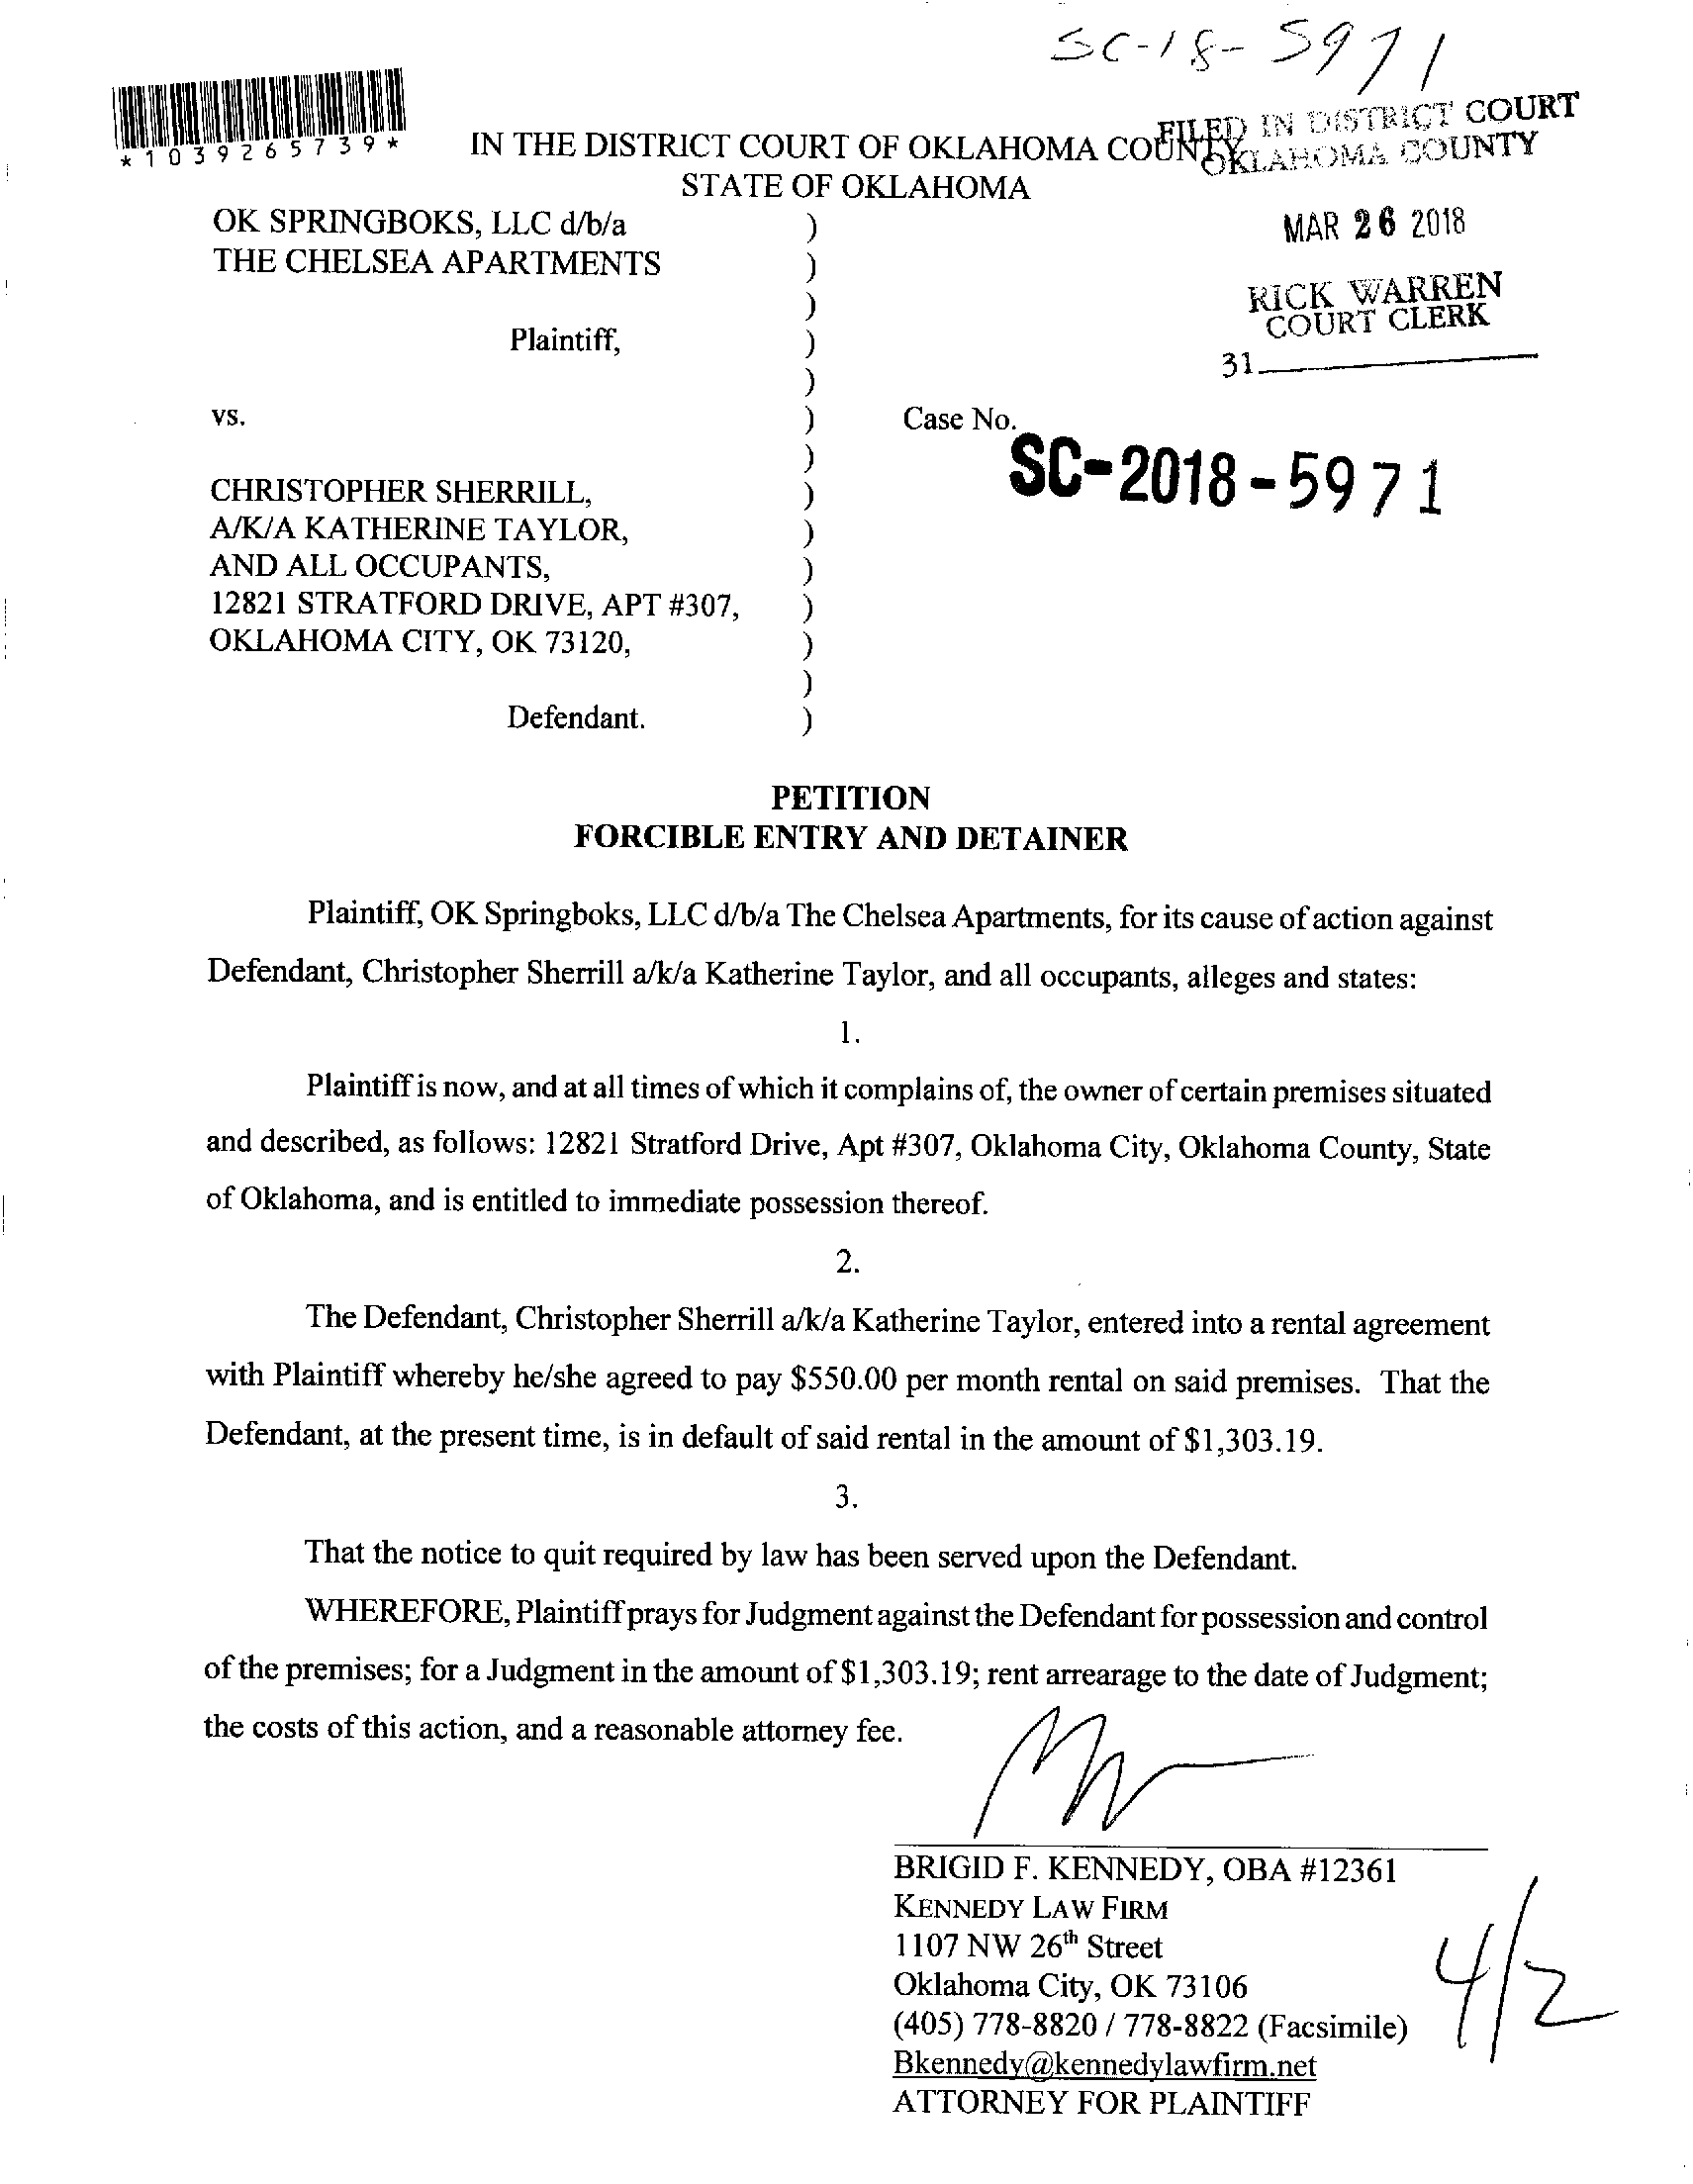 SC-18-5971
*1039265739*
IN THE DISTRICT COURT OF OKLAHOMA COUNTY
STATE OF OKLAHOMA
FILED IN DISTRICT COURT
OKLAHOMA COUNTY
MAR 26 2018
RICK WARREN
COURT CLERK
31
OK SPRINGBOKS, LLC d/b/a )
THE CHELSEA APARTMENTS )
)
Plaintiff, )
)
vs. ) Case No.
SC-2018-5971
)
CHRISTOPHER SHERRILL, )
A/K/A KATHERINE TAYLOR, )
AND ALL OCCUPANTS, )
12821 STRATFORD DRIVE, APT #307, )
OKLAHOMA CITY, OK 73120, )
)
Defendant. )
PETITION
FORCIBLE ENTRY AND DETAINER
Plaintiff, OK Springboks, LLC d/b/a The Chelsea Apartments, for its cause of action against
Defendant, Christopher Sherrill a/k/a Katherine Taylor, and all occupants, alleges and states:
1.
Plaintiff is now, and at all times of which it complains of, the owner of certain premises situated
and described, as follows: 12821 Stratford Drive, Apt #307, Oklahoma City, Oklahoma County, State
of Oklahoma, and is entitled to immediate possession thereof.
2.
The Defendant, Christopher Sherrill a/k/a Katherine Taylor, entered into a rental agreement
with Plaintiff whereby he/she agreed to pay $550.00 per month rental on said premises. That the
Defendant, at the present time, is in default of said rental in the amount of $1,303.19.
3.
That the notice to quit required by law has been served upon the Defendant.
WHEREFORE, Plaintiff prays for Judgment against the Defendant for possession and control
of the premises; for a Judgment in the amount of $1,303.19; rent arrearage to the date of Judgment;
the costs of this action, and a reasonable attorney fee.
BRIGID F. KENNEDY, OBA #12361
KENNEDY LAW FIRM
1107 NW 26th Street
Oklahoma City, OK 73106
(405) 778-8820 / 778-8822 (Facsimile)
Bkennedy@kennedylawfirm.net
ATTORNEY FOR PLAINTIFF
4/2